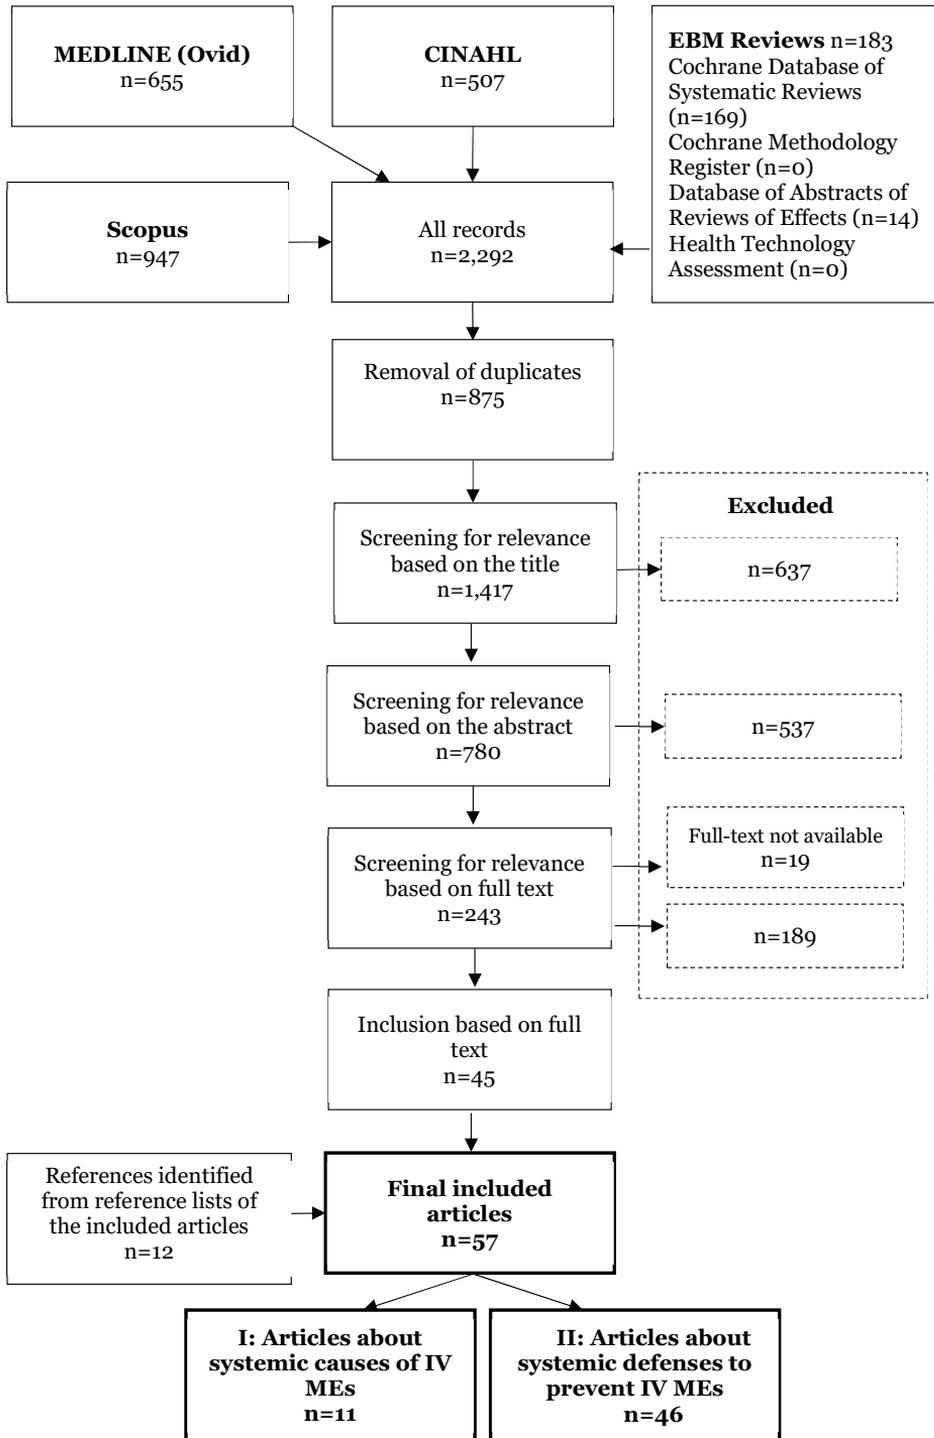 MEDLINE (Ovid)
n=655
CINAHL
n=507
EBM Reviews n=183
Cochrane Database of
Systematic Reviews
(n=169)
Cochrane Methodology
Register (n=0)
Database of Abstracts of
Reviews of Effects (n=14)
Health Technology
Assessment (n=0)
Scopus
n=947
All records
n=2,292
Removal of duplicates
n=875
Screening for relevance
based on the title
n=1,417
Excluded
n=637
Screening for relevance
based on the abstract
n=780
n=537
Screening for relevance
based on full text
n=243
Full-text not available
n=19
n=189
Inclusion based on full
text
n=45
References identified
from reference lists of
the included articles
n=12
Final included
articles
n=57
I: Articles about
systemic causes of IV
MEs
n=11
II: Articles about
systemic defenses to
prevent IV MEs
n=46